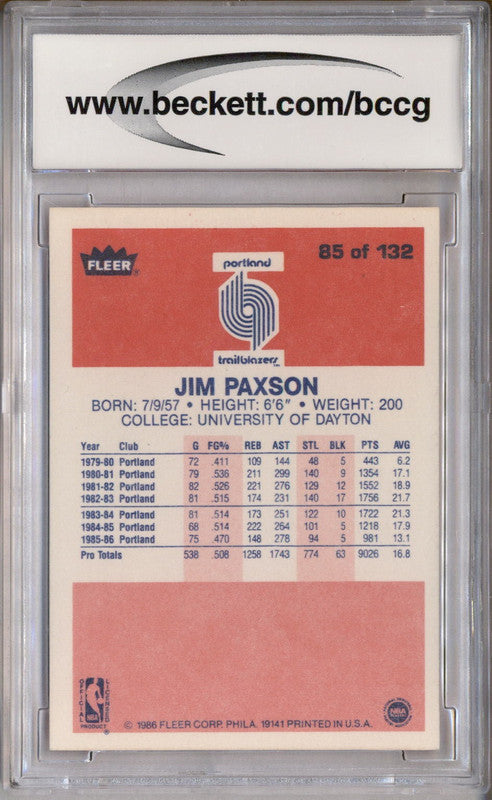 www.beckett.com/bccg
FLEER®
portland
85 of 132
trailblazers™
JIM PAXSON
BORN: 7/9/57 • HEIGHT: 6'6" • WEIGHT: 200
COLLEGE: UNIVERSITY OF DAYTON
Year Club G FG% REB AST STL BLK PTS AVG
1979-80 Portland 72 .411 109 144 48 5 443 6.2
1980-81 Portland 79 .536 211 299 140 9 1354 17.1
1981-82 Portland 82 .526 221 276 129 12 1552 18.9
1982-83 Portland 81 .515 174 231 140 17 1756 21.7
1983-84 Portland 81 .514 173 251 122 10 1722 21.3
1984-85 Portland 68 .514 222 264 101 5 1218 17.9
1985-86 Portland 75 .470 148 278 94 5 981 13.1
Pro Totals 538 .508 1258 1743 774 63 9026 16.8
OFFICIAL LICENSED
NBA
PRODUCT ®
NBA
© 1986 FLEER CORP. PHILA. 19141 PRINTED IN U.S.A.